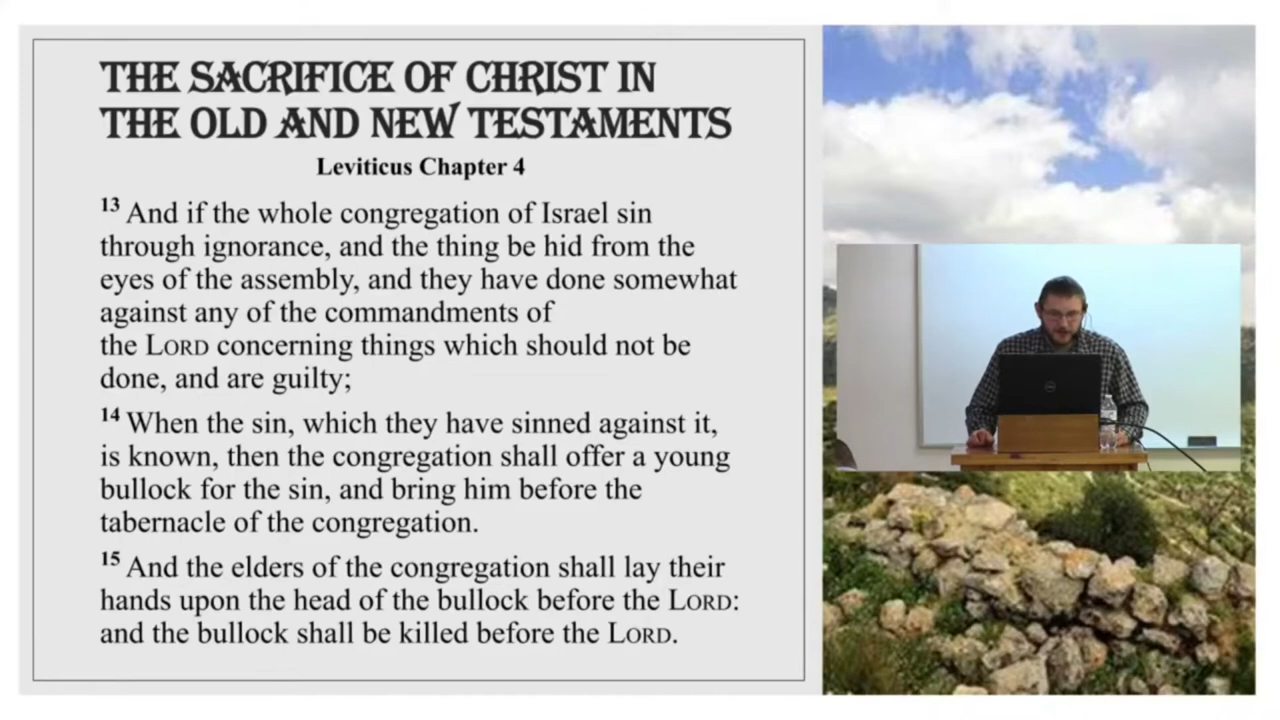 THE SACRIFICE OF CHRIST IN
THE OLD AND NEW TESTAMENTS
Leviticus Chapter 4
13 And if the whole congregation of Israel sin
through ignorance, and the thing be hid from the
eyes of the assembly, and they have done somewhat
against any of the commandments of
the LORD concerning things which should not be
done, and are guilty;
14 When the sin, which they have sinned against it,
is known, then the congregation shall offer a young
bullock for the sin, and bring him before the
tabernacle of the congregation.
15 And the elders of the congregation shall lay their
hands upon the head of the bullock before the LORD:
and the bullock shall be killed before the LORD.